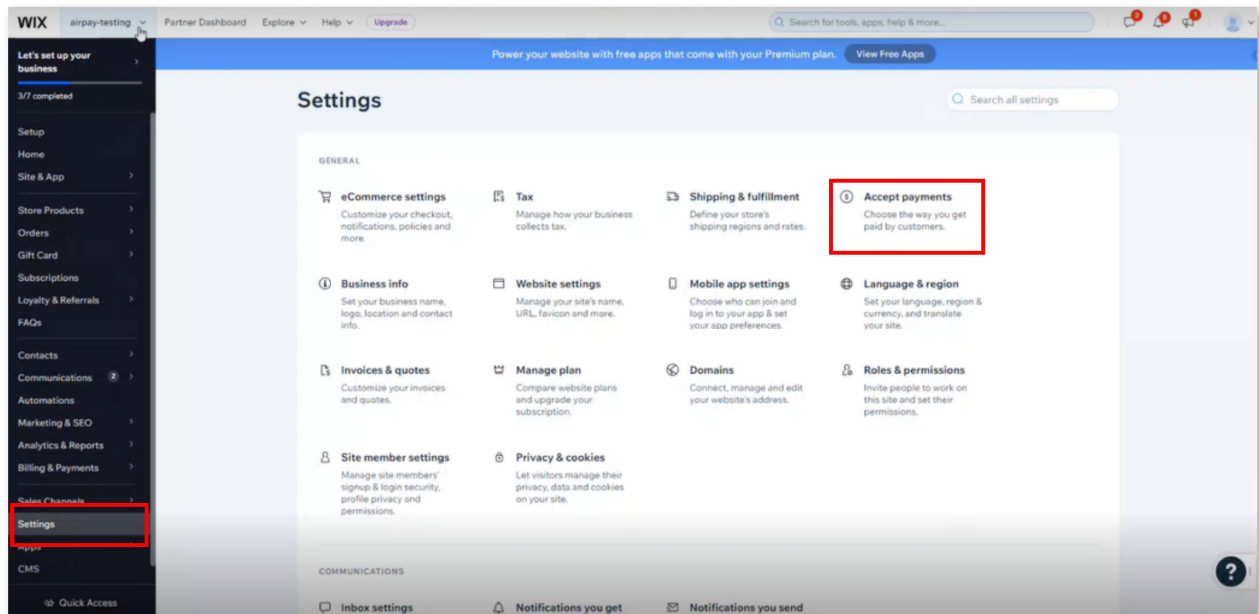 WIX airpay-testing Partner Dashboard Explore Help Upgrade Search for tools, apps, help & more...
Let's set up your
business
3/7 completed
Setup
Home
Site & App
Store Products
Orders
Gift Card
Subscriptions
Loyalty & Referrals
FAQs
Contacts
Communications 2
Automations
Marketing & SEO
Analytics & Reports
Billing & Payments
Sales Channels
Settings
Apps
CMS
Quick Access
Power your website with free apps that come with your Premium plan. View Free Apps
Settings
Search all settings
GENERAL
eCommerce settings
Customize your checkout,
notifications, policies and
more.
Tax
Manage how your business
collects tax.
Shipping & fulfillment
Define your store's
shipping regions and rates.
Accept payments
Choose the way you get
paid by customers.
Business info
Set your business name,
logo, location and contact
info.
Website settings
Manage your site's name,
URL, favicon and more.
Mobile app settings
Choose who can join and
log in to your app & set
your app preferences.
Language & region
Set your language, region &
currency, and translate
your site.
Invoices & quotes
Customize your invoices
and quotes.
Manage plan
Compare website plans
and upgrade your
subscription.
Domains
Connect, manage and edit
your website's address.
Roles & permissions
Invite people to work on
this site and set their
permissions.
Site member settings
Manage site members'
signup & login security,
profile privacy and
permissions.
Privacy & cookies
Let visitors manage their
privacy, data and cookies
on your site.
COMMUNICATIONS
Inbox settings
Notifications you get
Notifications you send
?